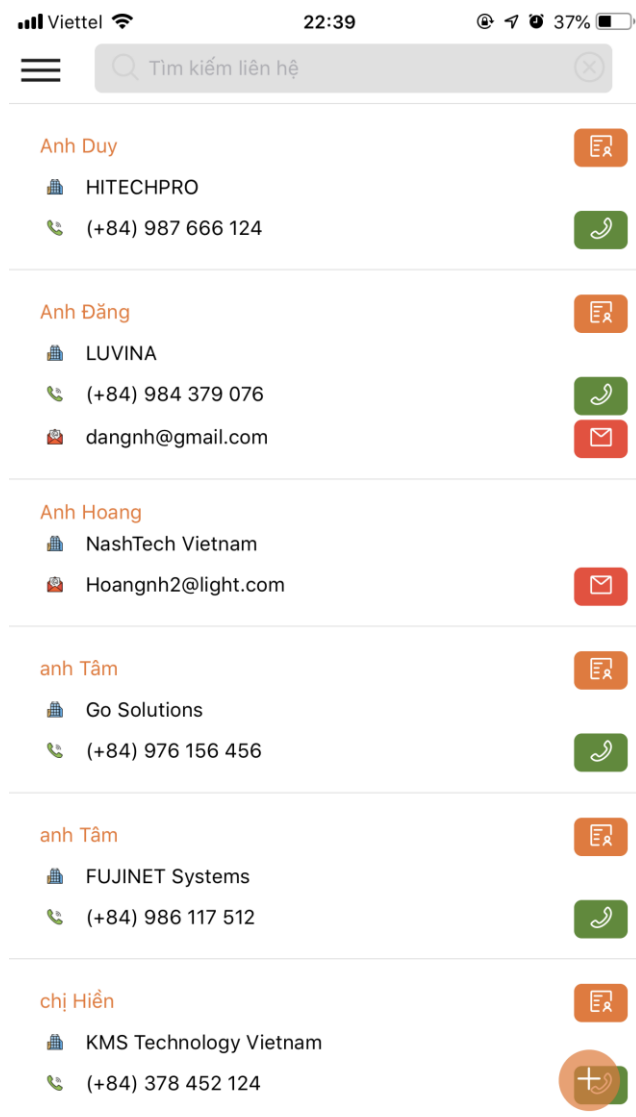 Viettel 22:39 37%
Tìm kiếm liên hệ
Anh Duy
HITECHPRO
(+84) 987 666 124
Anh Đăng
LUVINA
(+84) 984 379 076
dangnh@gmail.com
Anh Hoang
NashTech Vietnam
Hoangnh2@light.com
anh Tâm
Go Solutions
(+84) 976 156 456
anh Tâm
FUJINET Systems
(+84) 986 117 512
chị Hiền
KMS Technology Vietnam
(+84) 378 452 124